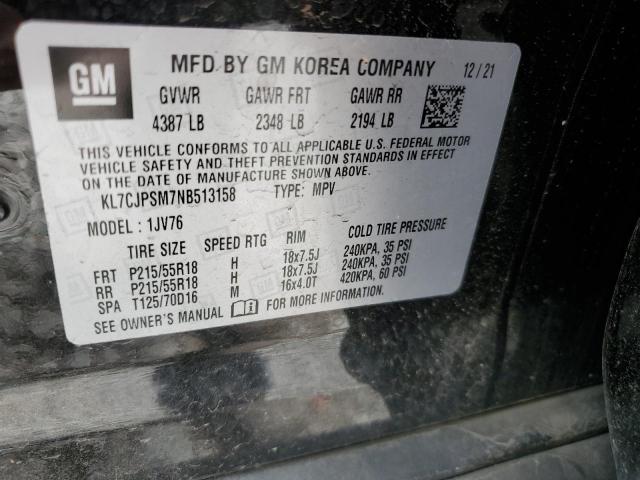 GM MFD BY GM KOREA COMPANY 12/21
GVWR GAWR FRT GAWR RR
4387 LB 2348 LB 2194 LB
THIS VEHICLE CONFORMS TO ALL APPLICABLE U.S. FEDERAL MOTOR
VEHICLE SAFETY AND THEFT PREVENTION STANDARDS IN EFFECT
ON THE DATE OF MANUFACTURE SHOWN ABOVE.
KL7CJPSM7NB513158 TYPE: MPV
MODEL: 1JV76
TIRE SIZE SPEED RTG RIM COLD TIRE PRESSURE
FRT P215/55R18 H 18x7.5J 240KPA, 35 PSI
RR P215/55R18 H 18x7.5J 240KPA, 35 PSI
SPA T125/70D16 M 16x4.0T 420KPA, 60 PSI
SEE OWNER'S MANUAL FOR MORE INFORMATION.